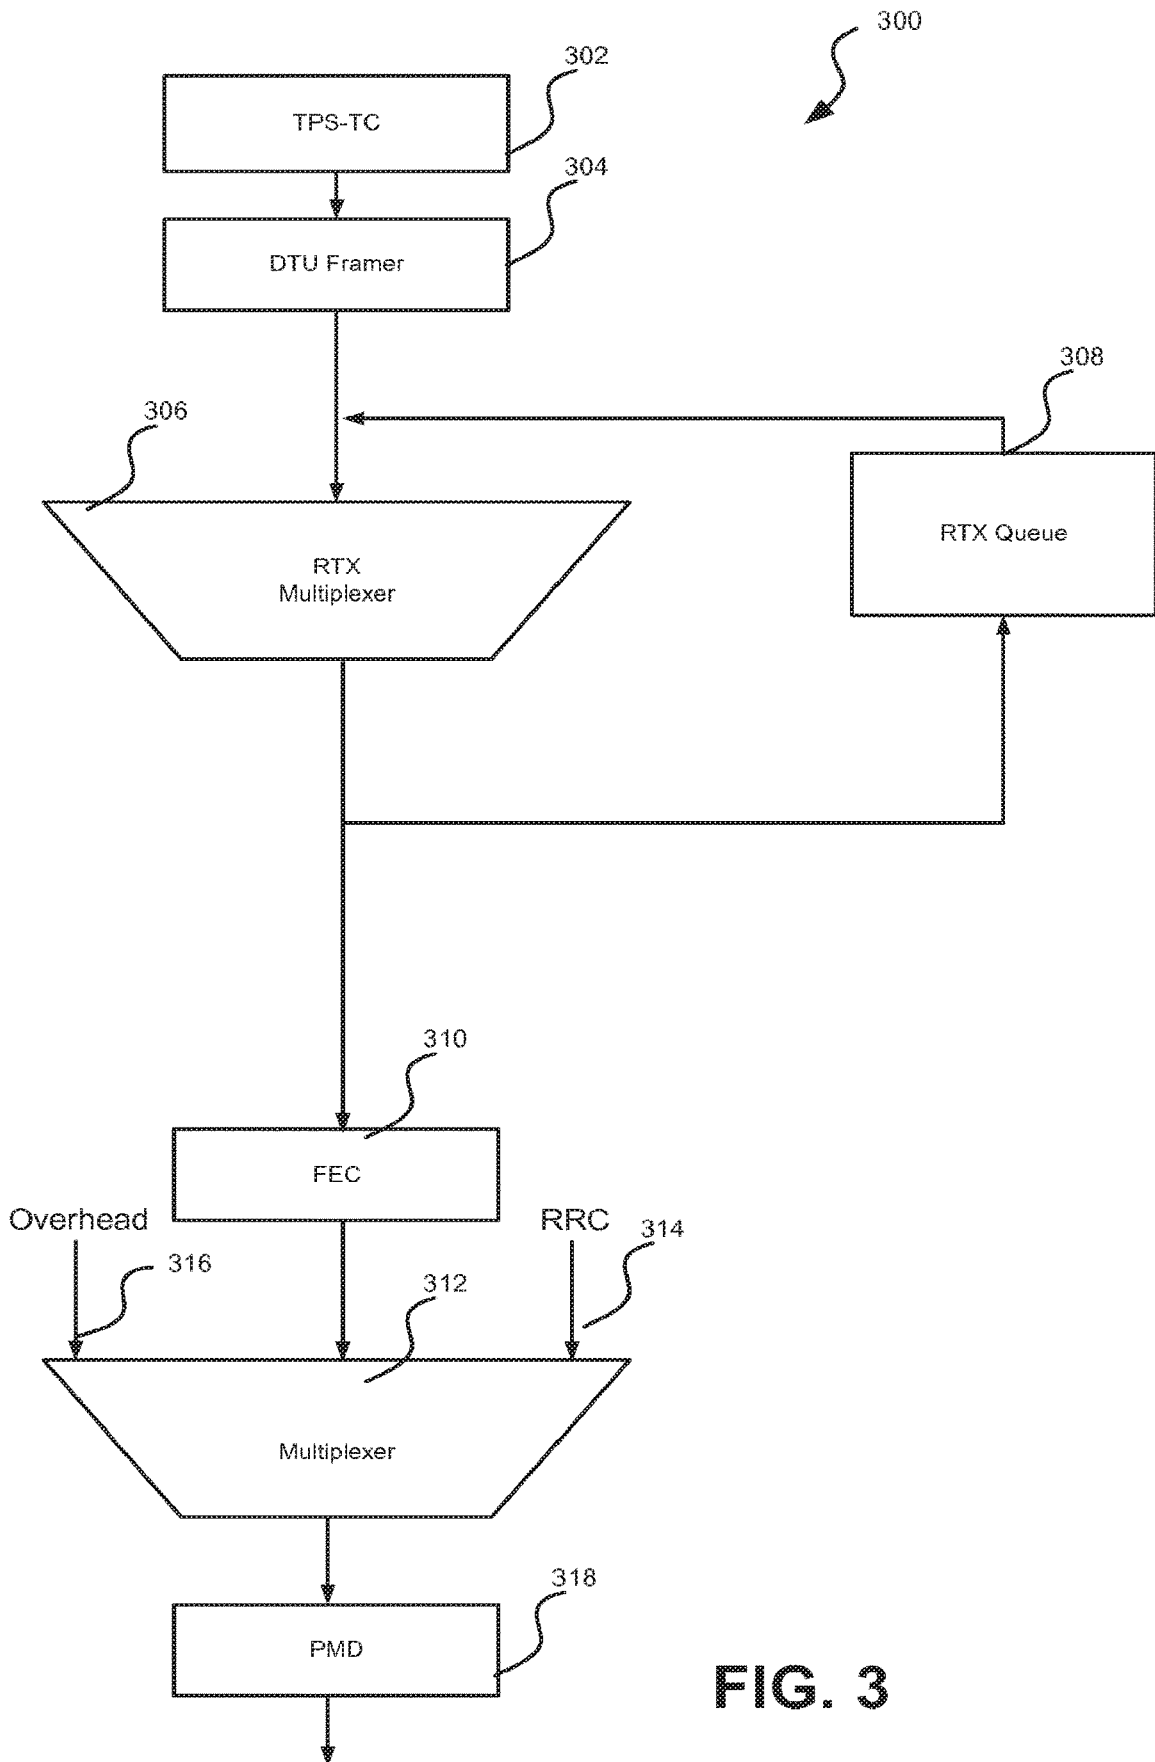 300
302
TPS-TC
304
DTU Framer
308
306
RTX Queue
RTX
Multiplexer
310
FEC
Overhead
RRC
314
316
312
Multiplexer
318
PMD
FIG. 3